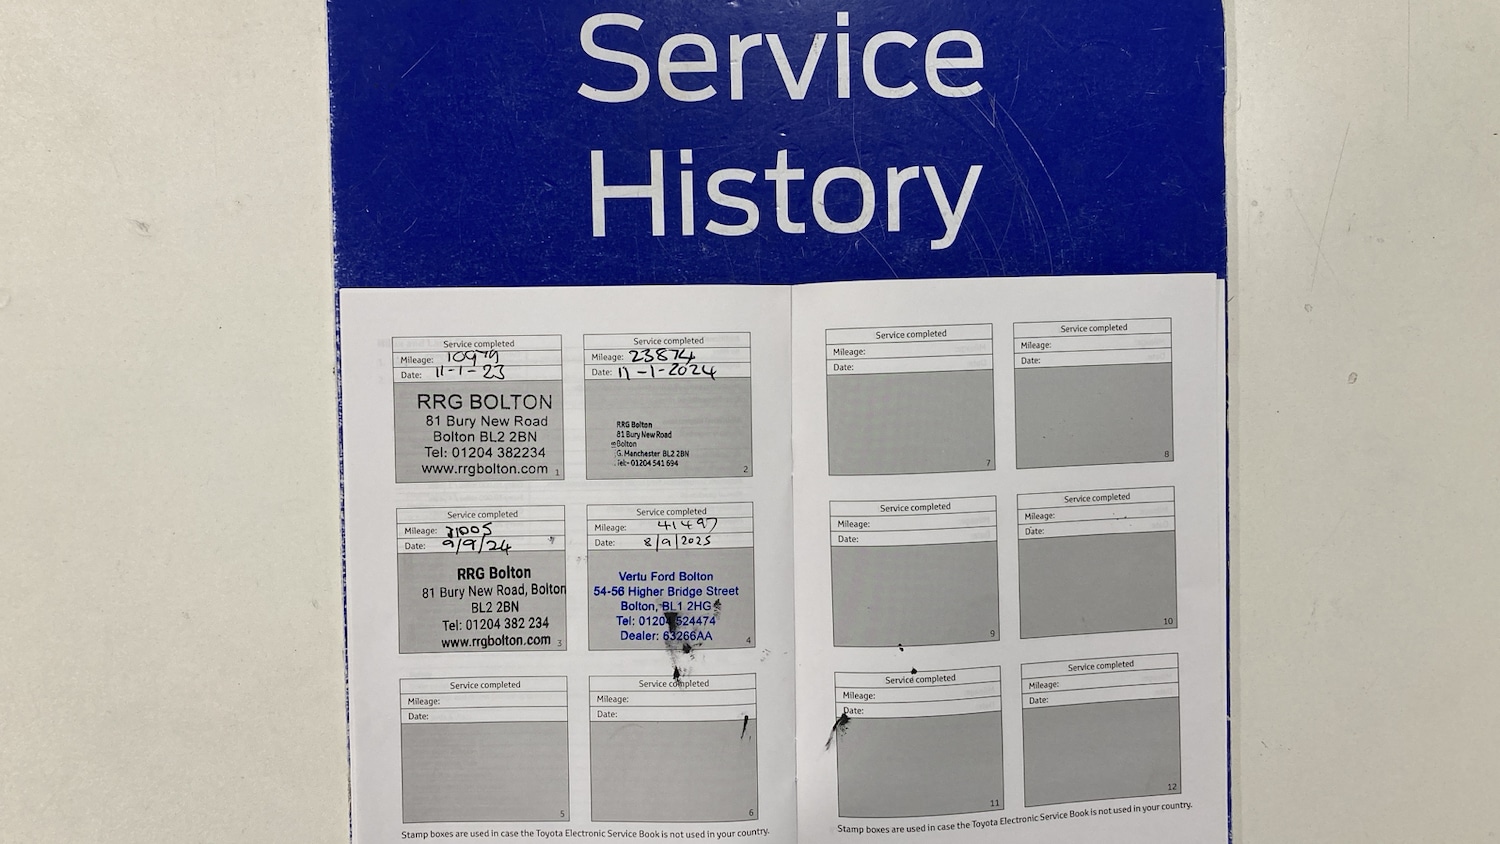 Service
History
Service completed
Mileage: 10979
Date: 11-1-23
RRG BOLTON
81 Bury New Road
Bolton BL2 2BN
Tel: 01204 382234
www.rrgbolton.com 1
Service completed
Mileage: 23874
Date: 11-1-2024
RRG Bolton
81 Bury New Road
Bolton
G. Manchester BL2 2BN
Tel:- 01204 541 694
2
Service completed
Mileage: 31005
Date: 9/9/24
RRG Bolton
81 Bury New Road, Bolton
BL2 2BN
Tel: 01204 382 234
www.rrgbolton.com 3
Service completed
Mileage: 41497
Date: 8/9/2025
Vertu Ford Bolton
54-56 Higher Bridge Street
Bolton, BL1 2HG
Tel: 01204 524474
Dealer: 63266AA
4
Service completed
Mileage:
Date:
5
Service completed
Mileage:
Date:
6
Stamp boxes are used in case the Toyota Electronic Service Book is not used in your country.
Service completed
Mileage:
Date:
7
Service completed
Mileage:
Date:
8
Service completed
Mileage:
Date:
9
Service completed
Mileage:
Date:
10
Service completed
Mileage:
Date:
11
Service completed
Mileage:
Date:
12
Stamp boxes are used in case the Toyota Electronic Service Book is not used in your country.